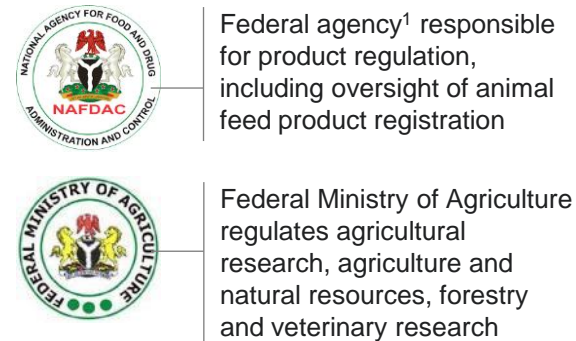 NATIONAL AGENCY FOR FOOD AND DRUG
ADMINISTRATION AND CONTROL
NAFDAC
Federal agency¹ responsible
for product regulation,
including oversight of animal
feed product registration
FEDERAL MINISTRY OF AGRICULTURE
Federal Ministry of Agriculture
regulates agricultural
research, agriculture and
natural resources, forestry
and veterinary research